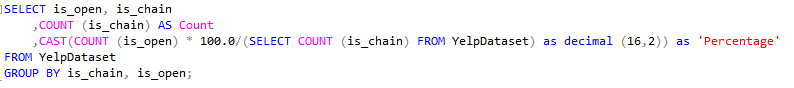 SELECT is_open, is_chain
,COUNT (is_chain) AS Count
,CAST(COUNT (is_open) * 100.0/(SELECT COUNT (is_chain) FROM YelpDataset) as decimal (16,2)) as 'Percentage'
FROM YelpDataset
GROUP BY is_chain, is_open;